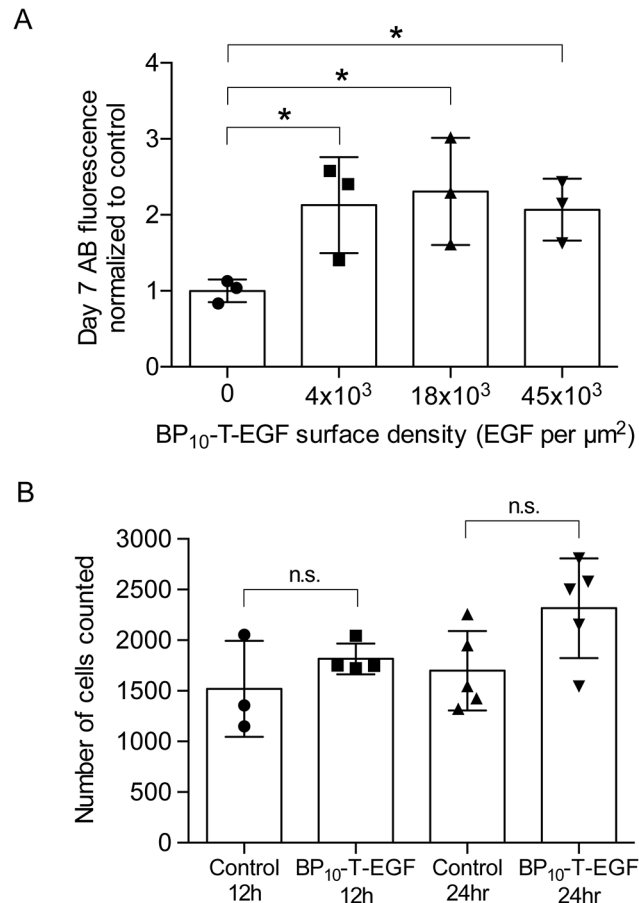 A
*
*
*
Day 7 AB fluorescence
normalized to control
4
3
2
1
0
0 4x10³ 18x10³ 45x10³
BP₁₀-T-EGF surface density (EGF per µm²)
B
n.s.
n.s.
Number of cells counted
3000
2500
2000
1500
1000
500
0
Control BP₁₀-T-EGF Control BP₁₀-T-EGF
12h 12h 24hr 24hr